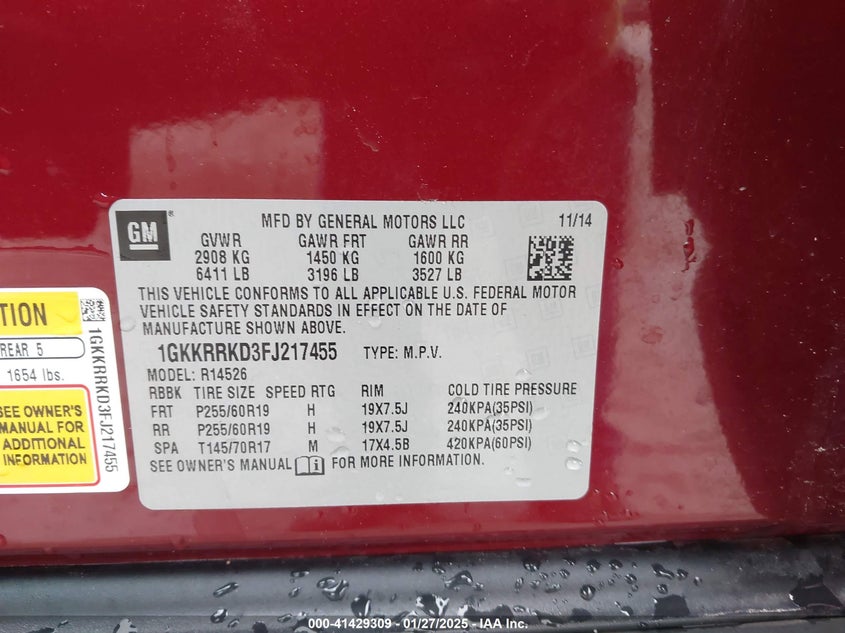 GM
®
MFD BY GENERAL MOTORS LLC 11/14
GVWR GAWR FRT GAWR RR
2908 KG 1450 KG 1600 KG
6411 LB 3196 LB 3527 LB
THIS VEHICLE CONFORMS TO ALL APPLICABLE U.S. FEDERAL MOTOR
VEHICLE SAFETY STANDARDS IN EFFECT ON THE DATE OF
MANUFACTURE SHOWN ABOVE.
1GKKRRKD3FJ217455 TYPE: M.P.V.
MODEL: R14526
RBBK TIRE SIZE SPEED RTG RIM COLD TIRE PRESSURE
FRT P255/60R19 H 19X7.5J 240KPA(35PSI)
RR P255/60R19 H 19X7.5J 240KPA(35PSI)
SPA T145/70R17 M 17X4.5B 420KPA(60PSI)
SEE OWNER'S MANUAL i FOR MORE INFORMATION.
REAR 5
1654 lbs.
SEE OWNER'S
MANUAL FOR
ADDITIONAL
INFORMATION
1GKKRRKD3FJ217455
000-41429309 — 01/27/2025 — IAA Inc.